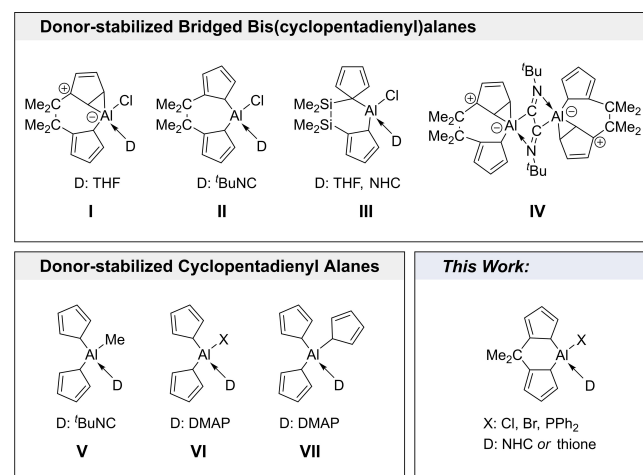 Donor-stabilized Bridged Bis(cyclopentadienyl)alanes
⊕
Me₂C
Me₂C
⊖
Al
Cl
D
D: THF
I
Me₂C
Me₂C
Al
Cl
D
D: ᵗBuNC
II
Me₂Si
Me₂Si
Al
Cl
D
D: THF, NHC
III
ᵗBu
N
⊕
Me₂C
Me₂C
⊖
Al
C
C
Al
⊖
CMe₂
CMe₂
⊕
N
ᵗBu
IV
Donor-stabilized Cyclopentadienyl Alanes
Al
Me
D
D: ᵗBuNC
V
Al
X
D
D: DMAP
VI
Al
D
D: DMAP
VII
This Work:
Me₂C
Al
X
D
X: Cl, Br, PPh₂
D: NHC or thione